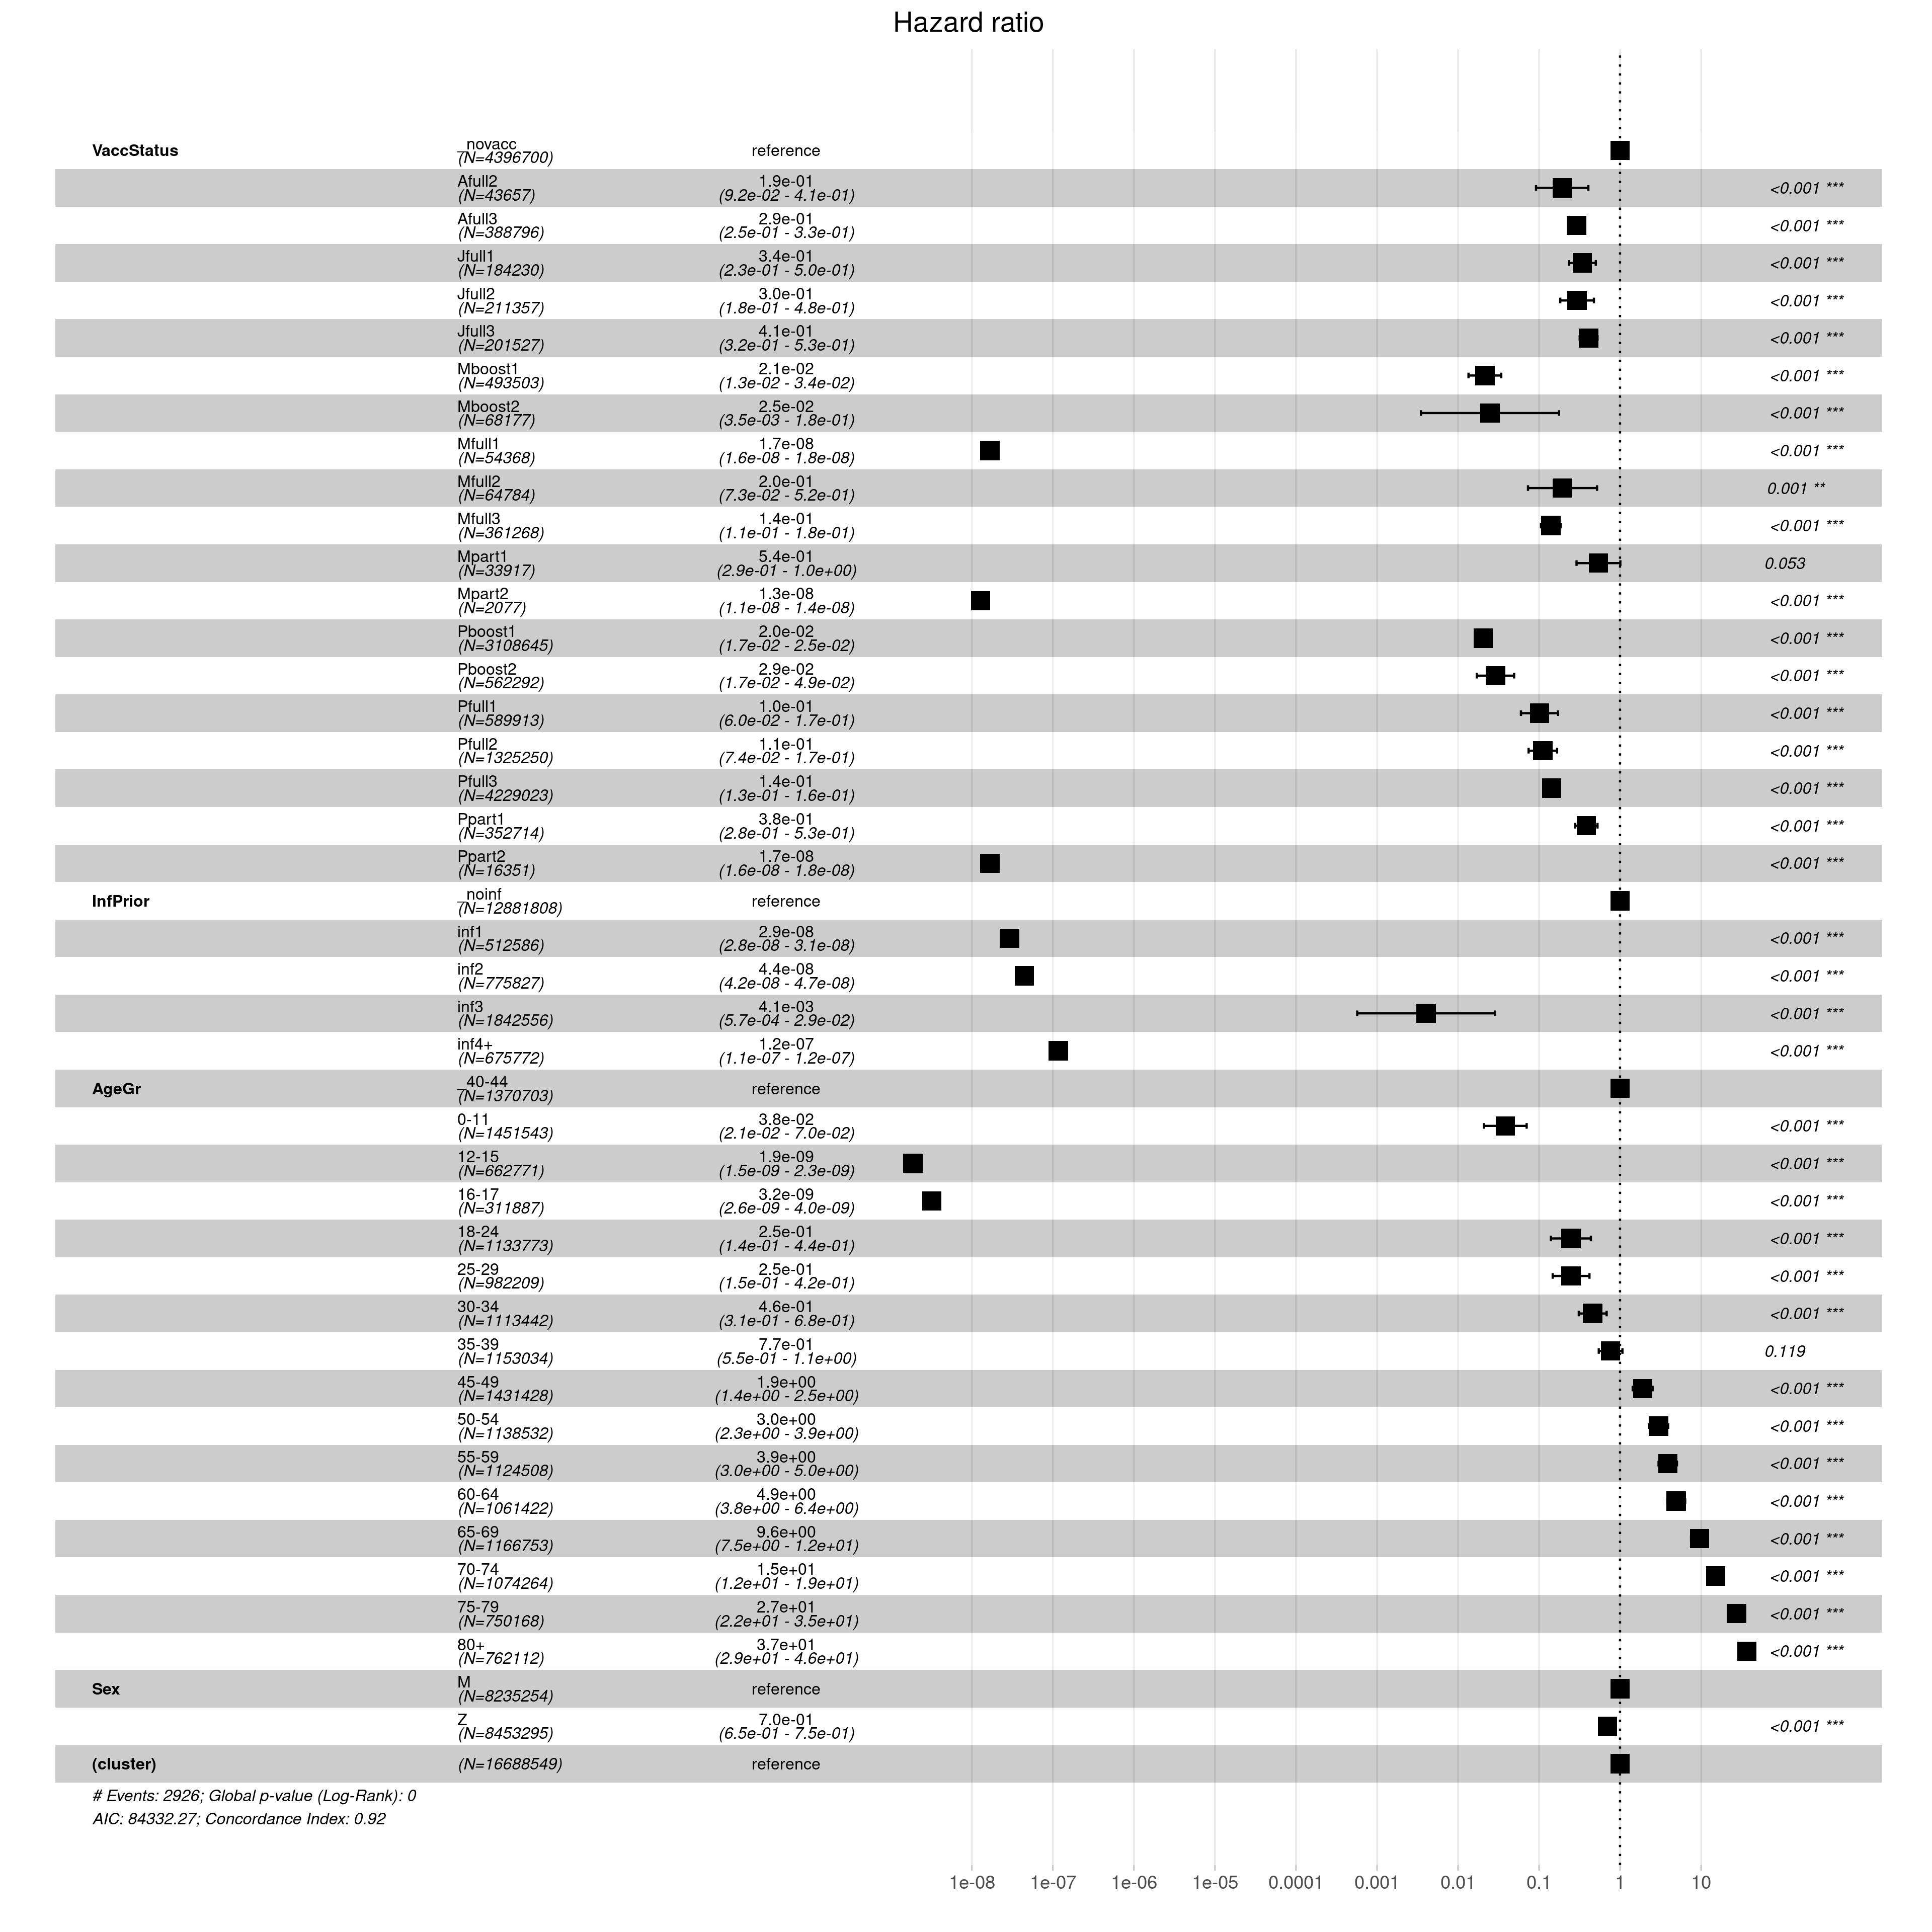 Hazard ratio
VaccStatus _novacc (N=4396700) reference
Afull2 (N=43657) 1.9e-01 (9.2e-02 - 4.1e-01) <0.001 ***
Afull3 (N=388796) 2.9e-01 (2.5e-01 - 3.3e-01) <0.001 ***
Jfull1 (N=184230) 3.4e-01 (2.3e-01 - 5.0e-01) <0.001 ***
Jfull2 (N=211357) 3.0e-01 (1.8e-01 - 4.8e-01) <0.001 ***
Jfull3 (N=201527) 4.1e-01 (3.2e-01 - 5.3e-01) <0.001 ***
Mboost1 (N=493503) 2.1e-02 (1.3e-02 - 3.4e-02) <0.001 ***
Mboost2 (N=68177) 2.5e-02 (3.5e-03 - 1.8e-01) <0.001 ***
Mfull1 (N=54368) 1.7e-08 (1.6e-08 - 1.8e-08) <0.001 ***
Mfull2 (N=64784) 2.0e-01 (7.3e-02 - 5.2e-01) 0.001 **
Mfull3 (N=361268) 1.4e-01 (1.1e-01 - 1.8e-01) <0.001 ***
Mpart1 (N=33917) 5.4e-01 (2.9e-01 - 1.0e+00) 0.053
Mpart2 (N=2077) 1.3e-08 (1.1e-08 - 1.4e-08) <0.001 ***
Pboost1 (N=3108645) 2.0e-02 (1.7e-02 - 2.5e-02) <0.001 ***
Pboost2 (N=562292) 2.9e-02 (1.7e-02 - 4.9e-02) <0.001 ***
Pfull1 (N=589913) 1.0e-01 (6.0e-02 - 1.7e-01) <0.001 ***
Pfull2 (N=1325250) 1.1e-01 (7.4e-02 - 1.7e-01) <0.001 ***
Pfull3 (N=4229023) 1.4e-01 (1.3e-01 - 1.6e-01) <0.001 ***
Ppart1 (N=352714) 3.8e-01 (2.8e-01 - 5.3e-01) <0.001 ***
Ppart2 (N=16351) 1.7e-08 (1.6e-08 - 1.8e-08) <0.001 ***
InfPrior _noinf (N=12881808) reference
inf1 (N=512586) 2.9e-08 (2.8e-08 - 3.1e-08) <0.001 ***
inf2 (N=775827) 4.4e-08 (4.2e-08 - 4.7e-08) <0.001 ***
inf3 (N=1842556) 4.1e-03 (5.7e-04 - 2.9e-02) <0.001 ***
inf4+ (N=675772) 1.2e-07 (1.1e-07 - 1.2e-07) <0.001 ***
AgeGr _40-44 (N=1370703) reference
0-11 (N=1451543) 3.8e-02 (2.1e-02 - 7.0e-02) <0.001 ***
12-15 (N=662771) 1.9e-09 (1.5e-09 - 2.3e-09) <0.001 ***
16-17 (N=311887) 3.2e-09 (2.6e-09 - 4.0e-09) <0.001 ***
18-24 (N=1133773) 2.5e-01 (1.4e-01 - 4.4e-01) <0.001 ***
25-29 (N=982209) 2.5e-01 (1.5e-01 - 4.2e-01) <0.001 ***
30-34 (N=1113442) 4.6e-01 (3.1e-01 - 6.8e-01) <0.001 ***
35-39 (N=1153034) 7.7e-01 (5.5e-01 - 1.1e+00) 0.119
45-49 (N=1431428) 1.9e+00 (1.4e+00 - 2.5e+00) <0.001 ***
50-54 (N=1138532) 3.0e+00 (2.3e+00 - 3.9e+00) <0.001 ***
55-59 (N=1124508) 3.9e+00 (3.0e+00 - 5.0e+00) <0.001 ***
60-64 (N=1061422) 4.9e+00 (3.8e+00 - 6.4e+00) <0.001 ***
65-69 (N=1166753) 9.6e+00 (7.5e+00 - 1.2e+01) <0.001 ***
70-74 (N=1074264) 1.5e+01 (1.2e+01 - 1.9e+01) <0.001 ***
75-79 (N=750168) 2.7e+01 (2.2e+01 - 3.5e+01) <0.001 ***
80+ (N=762112) 3.7e+01 (2.9e+01 - 4.6e+01) <0.001 ***
Sex M (N=8235254) reference
Z (N=8453295) 7.0e-01 (6.5e-01 - 7.5e-01) <0.001 ***
(cluster) (N=16688549) reference
# Events: 2926; Global p-value (Log-Rank): 0
AIC: 84332.27; Concordance Index: 0.92
1e-08 1e-07 1e-06 1e-05 0.0001 0.001 0.01 0.1 1 10